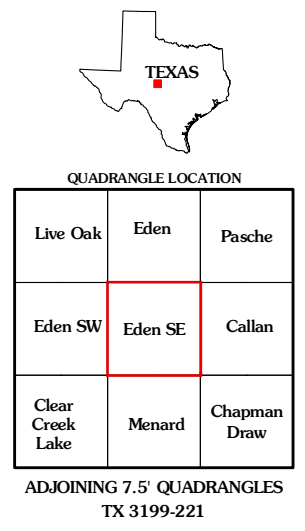 TEXAS
QUADRANGLE LOCATION
Live Oak
Eden
Pasche
Eden SW
Eden SE
Callan
Clear
Creek
Lake
Menard
Chapman
Draw
ADJOINING 7.5' QUADRANGLES
TX 3199-221